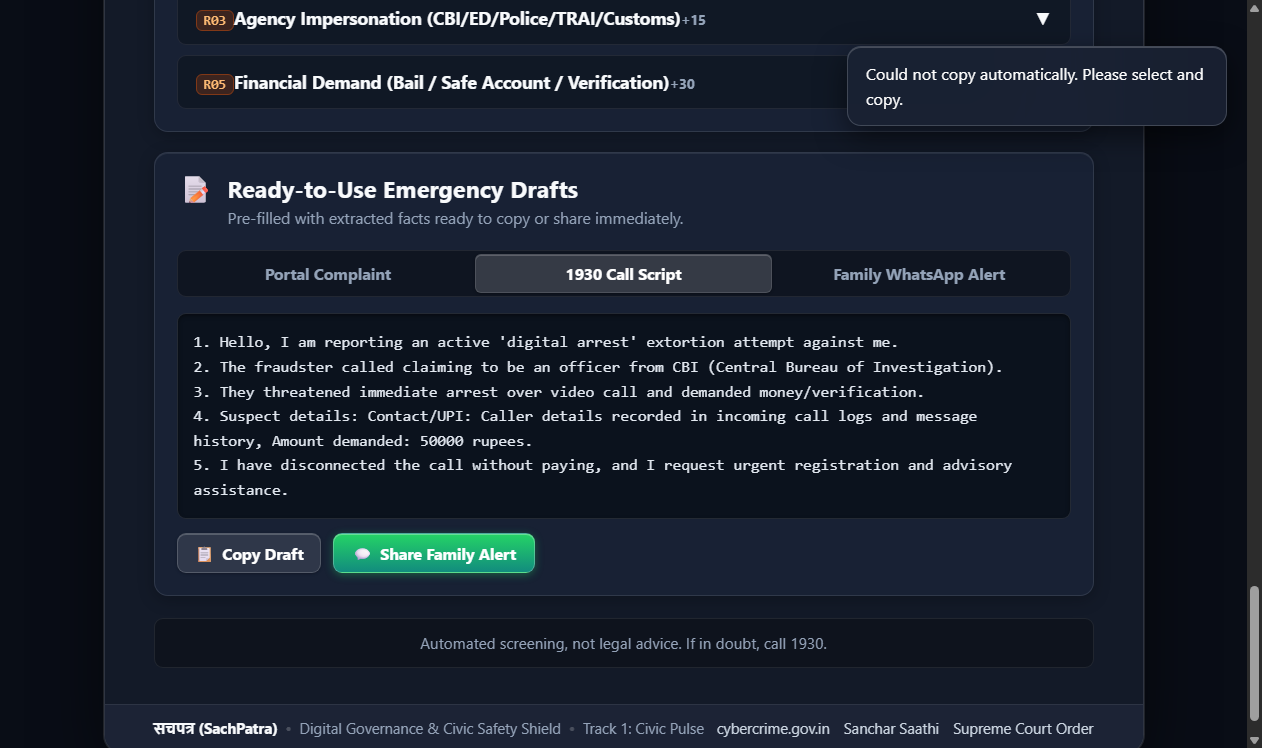 R03 Agency Impersonation (CBI/ED/Police/TRAI/Customs)+15 ▼
R05 Financial Demand (Bail / Safe Account / Verification)+30
Could not copy automatically. Please select and
copy.
Ready-to-Use Emergency Drafts
Pre-filled with extracted facts ready to copy or share immediately.
Portal Complaint
1930 Call Script
Family WhatsApp Alert
1. Hello, I am reporting an active 'digital arrest' extortion attempt against me.
2. The fraudster called claiming to be an officer from CBI (Central Bureau of Investigation).
3. They threatened immediate arrest over video call and demanded money/verification.
4. Suspect details: Contact/UPI: Caller details recorded in incoming call logs and message
history, Amount demanded: 50000 rupees.
5. I have disconnected the call without paying, and I request urgent registration and advisory
assistance.
Copy Draft
Share Family Alert
Automated screening, not legal advice. If in doubt, call 1930.
सचपत्र (SachPatra) • Digital Governance & Civic Safety Shield • Track 1: Civic Pulse cybercrime.gov.in Sanchar Saathi Supreme Court Order